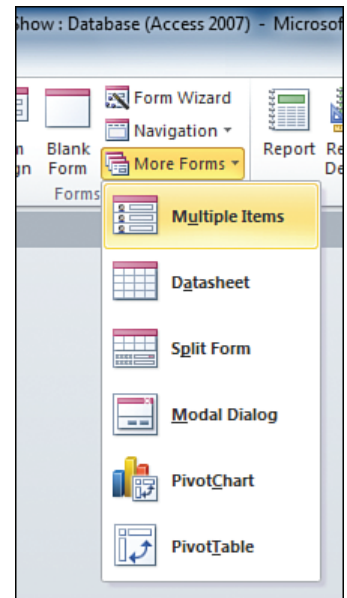 how : Database (Access 2007) - Microsof
Form Wizard
Navigation
Blank Form
More Forms
Report
Forms
Multiple Items
Datasheet
Split Form
Modal Dialog
PivotChart
PivotTable